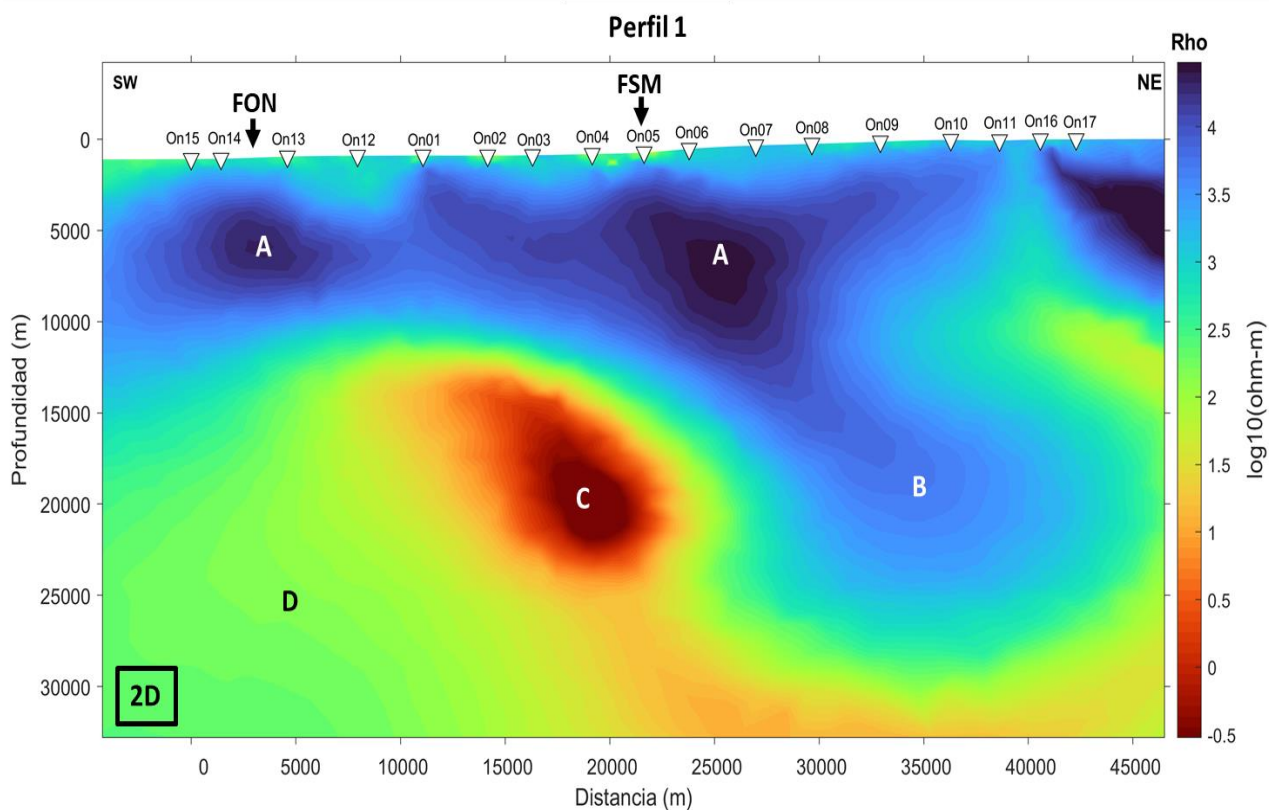 Perfil 1
Rho
SW
NE
FON
FSM
On15 On14 On13 On12 On01 On02 On03 On04 On05 On06 On07 On08 On09 On10 On11 On16 On17
0
5000
10000
15000
20000
25000
30000
Profundidad (m)
A
A
B
C
D
2D
0 5000 10000 15000 20000 25000 30000 35000 40000 45000
Distancia (m)
4
3.5
3
2.5
2
1.5
1
0.5
0
-0.5
log10(ohm-m)